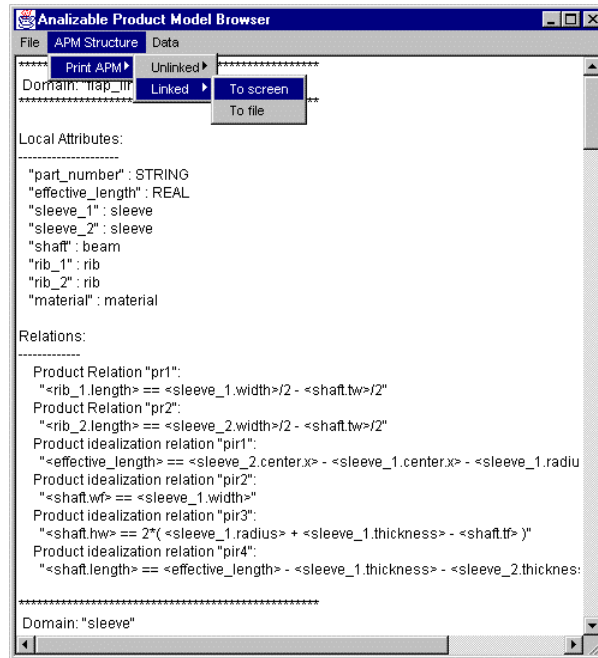 Analizable Product Model Browser
File APM Structure Data
Print APM Unlinked
Linked To screen
To file
****************************************************
Domain:
****************************************************
Local Attributes:
--------------------
"part_number" : STRING
"effective_length" : REAL
"sleeve_1" : sleeve
"sleeve_2" : sleeve
"shaft" : beam
"rib_1" : rib
"rib_2" : rib
"material" : material
Relations:
-------------
Product Relation "pr1":
"<rib_1.length> == <sleeve_1.width>/2 - <shaft.tw>/2"
Product Relation "pr2":
"<rib_2.length> == <sleeve_2.width>/2 - <shaft.tw>/2"
Product idealization relation "pir1":
"<effective_length> == <sleeve_2.center.x> - <sleeve_1.center.x> - <sleeve_1.radiu
Product idealization relation "pir2":
"<shaft.wf> == <sleeve_1.width>"
Product idealization relation "pir3":
"<shaft.hw> == 2*( <sleeve_1.radius> + <sleeve_1.thickness> - <shaft.tf> )"
Product idealization relation "pir4":
"<shaft.length> == <effective_length> - <sleeve_1.thickness> - <sleeve_2.thicknes
****************************************************
Domain: "sleeve"